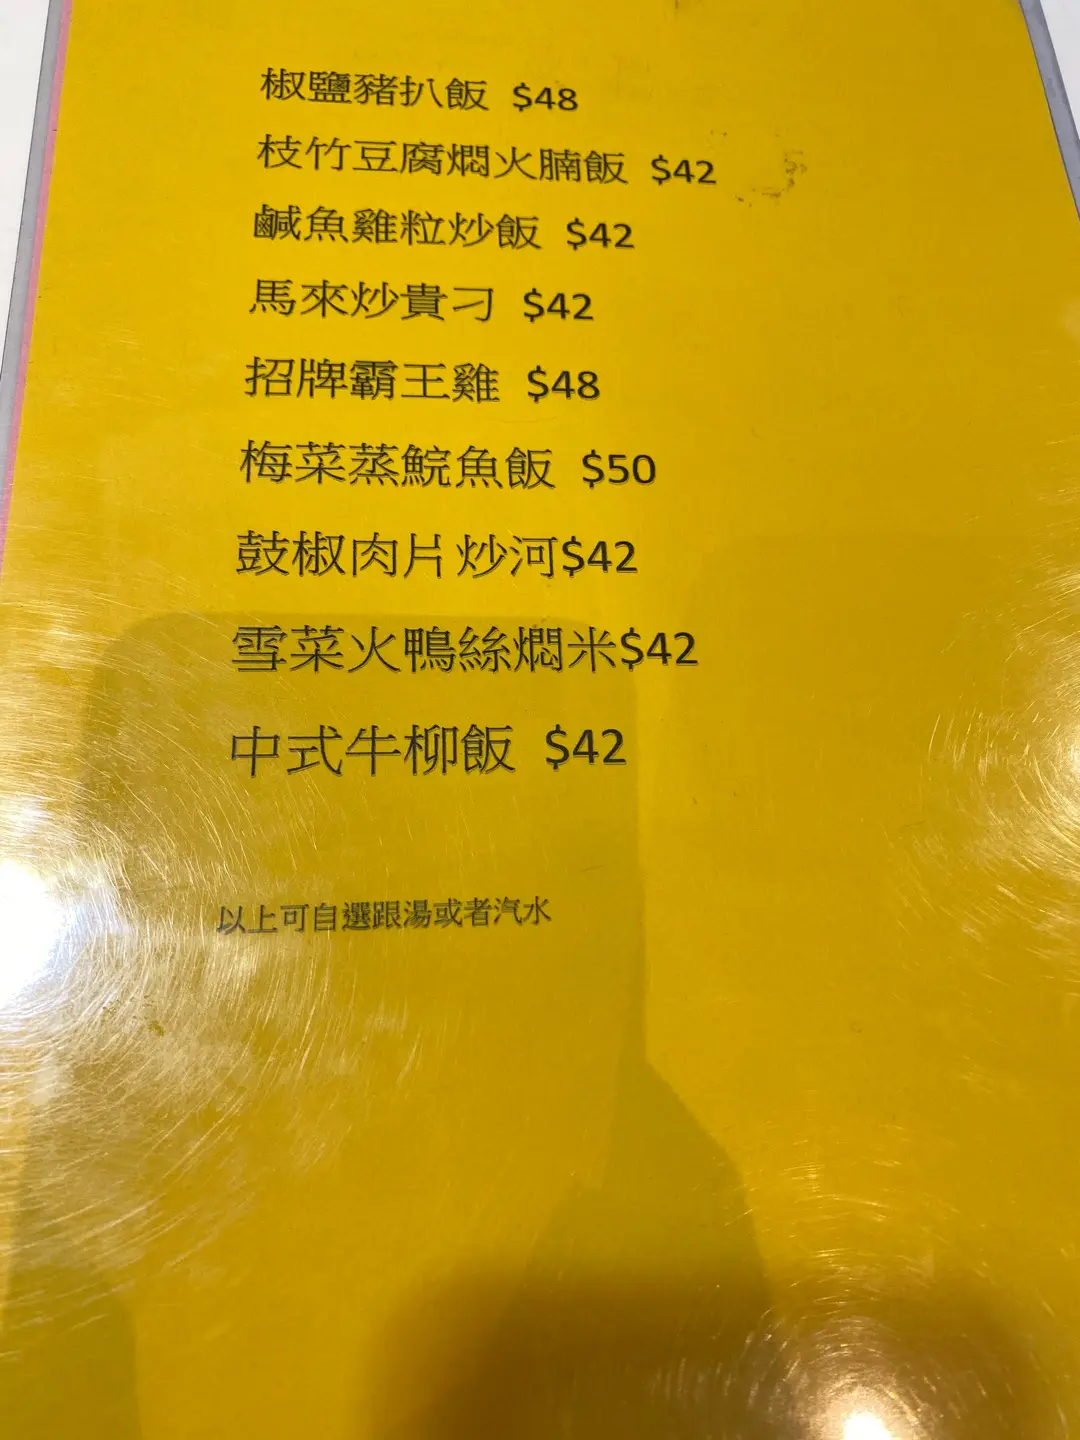 椒鹽豬扒飯 $48
枝竹豆腐燜火腩飯 $42
鹹魚雞粒炒飯 $42
馬來炒貴刁 $42
招牌霸王雞 $48
梅菜蒸鯇魚飯 $50
鼓椒肉片炒河$42
雪菜火鴨絲燜米$42
中式牛柳飯 $42
以上可自選跟湯或者汽水